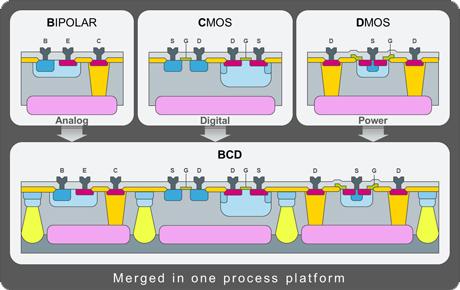 BIPOLAR
B E C
Analog
CMOS
S G D D G S
Digital
DMOS
D S G D
Power
BCD
B E C S G D D G S D S G D
Merged in one process platform